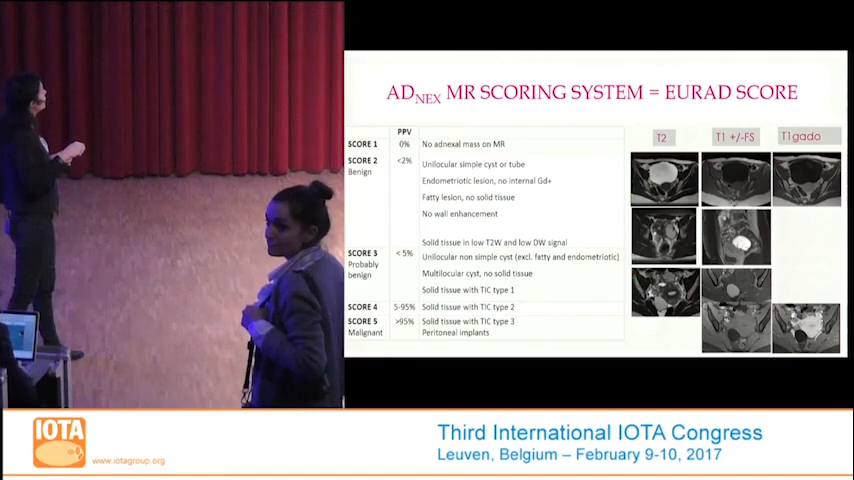 ADNEX MR SCORING SYSTEM = EURAD SCORE
PPV
SCORE 1 0% No adnexal mass on MR
SCORE 2 <2% Unilocular simple cyst or tube
Benign
Endometriotic lesion, no internal Gd+
Fatty lesion, no solid tissue
No wall enhancement
Solid tissue in low T2W and low DW signal
SCORE 3 < 5% Unilocular non simple cyst (excl. fatty and endometriotic)
Probably Multilocular cyst, no solid tissue
benign
Solid tissue with TIC type 1
SCORE 4 5-95% Solid tissue with TIC type 2
SCORE 5 >95% Solid tissue with TIC type 3
Malignant Peritoneal implants
T2 T1 +/-FS T1gado
IOTA
www.iotagroup.org
Third International IOTA Congress
Leuven, Belgium – February 9-10, 2017